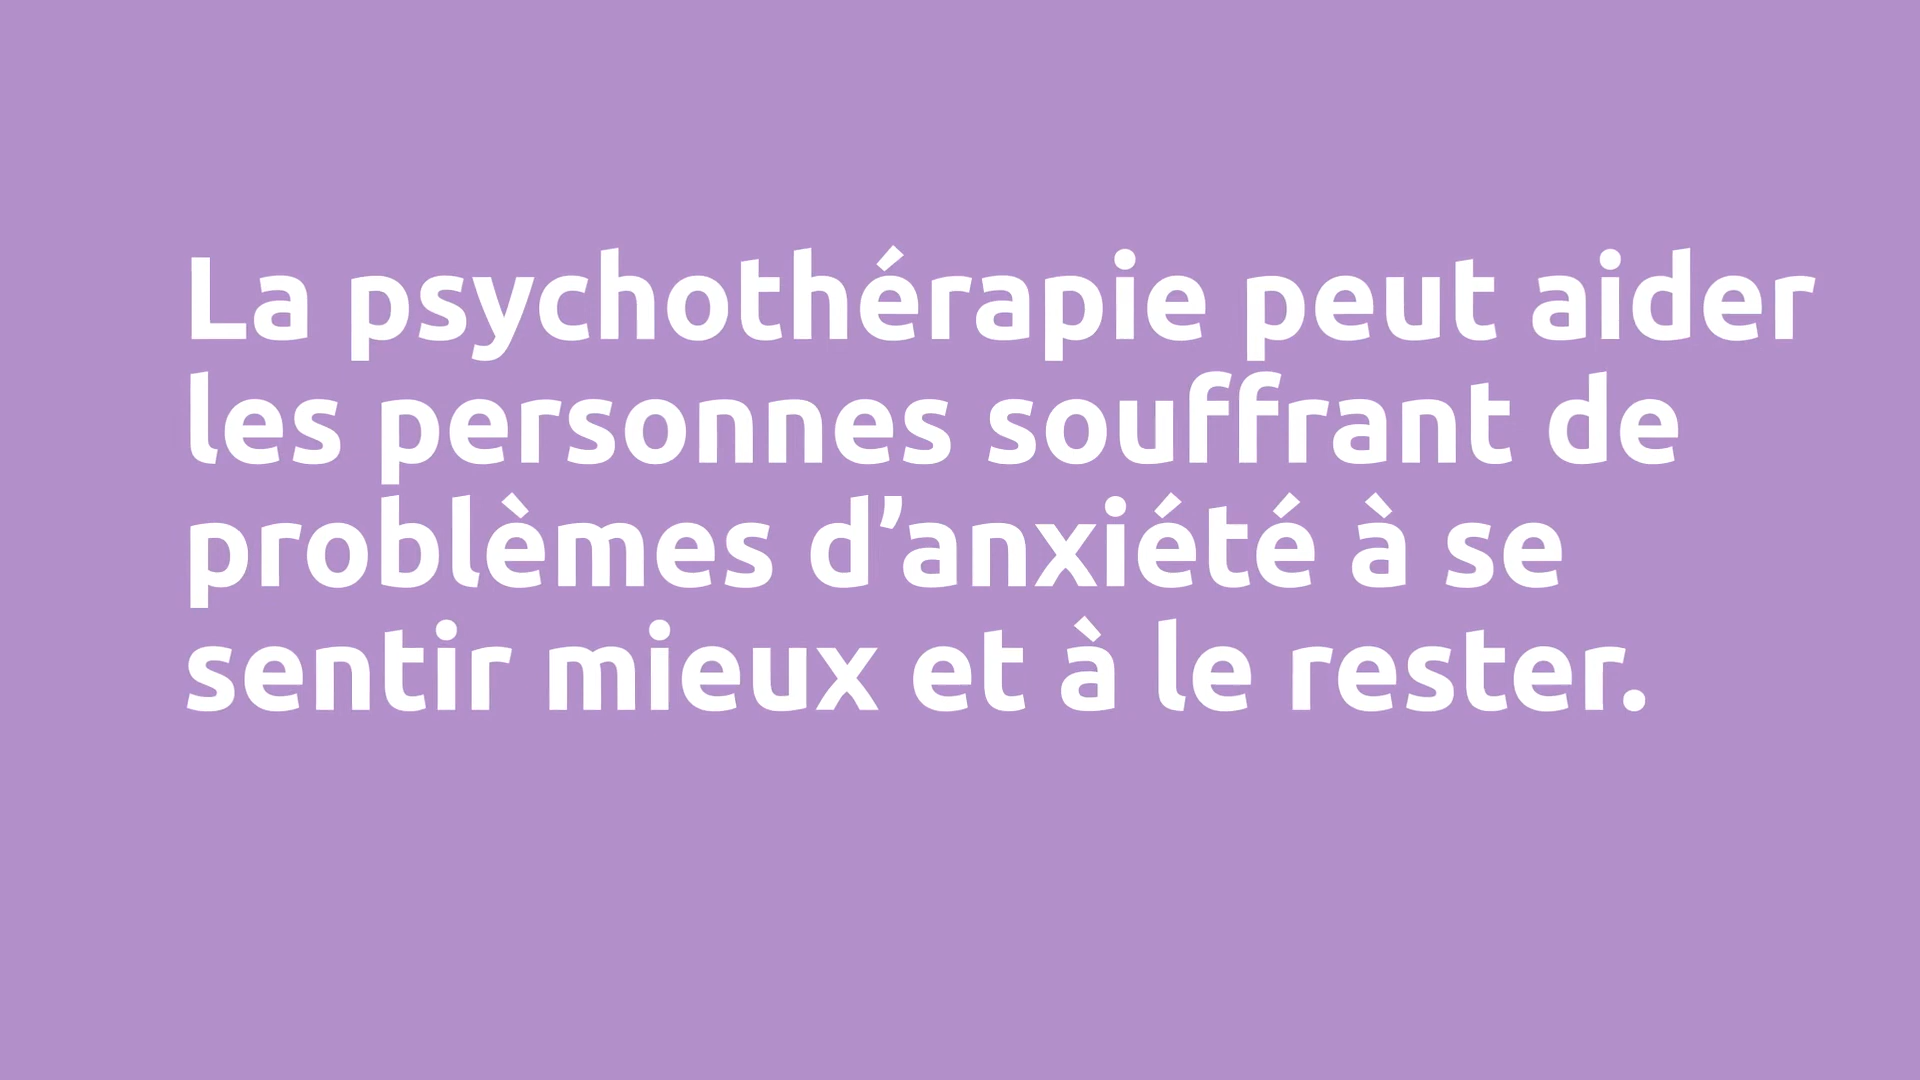 La psychothérapie peut aider
les personnes souffrant de
problèmes d’anxiété à se
sentir mieux et à le rester.